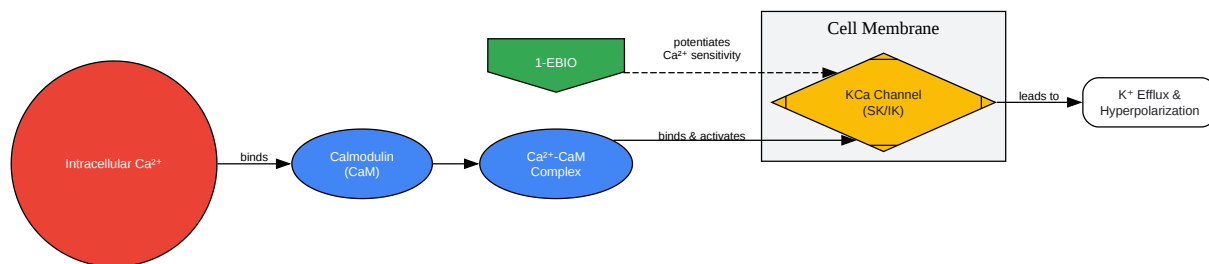 Cell Membrane
1-EBIO
potentiates
Ca²⁺ sensitivity
KCa Channel
(SK/IK)
leads to
K⁺ Efflux &
Hyperpolarization
Intracellular Ca²⁺
binds
Calmodulin
(CaM)
Ca²⁺-CaM
Complex
binds & activates